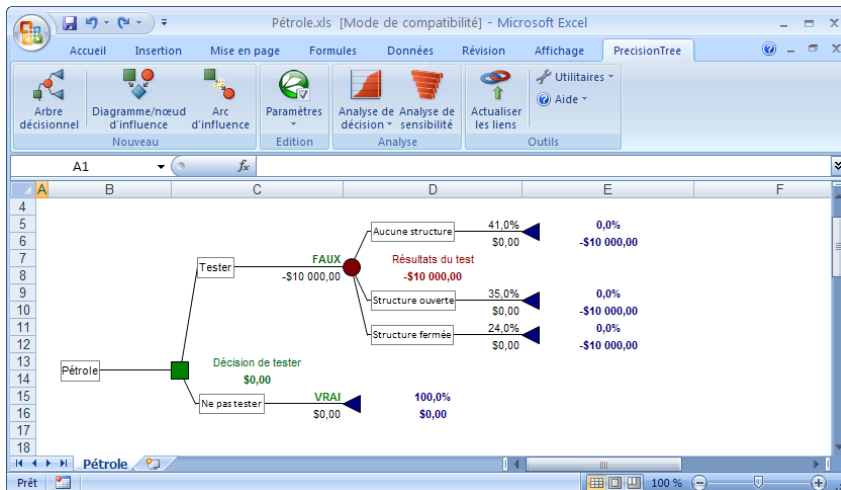 Pétrole.xls [Mode de compatibilité] - Microsoft Excel
Accueil Insertion Mise en page Formules Données Révision Affichage PrecisionTree
Arbre décisionnel
Diagramme/nœud d'influence
Arc d'influence
Nouveau
Paramètres
Edition
Analyse de décision
Analyse de sensibilité
Analyse
Actualiser les liens
Utilitaires
Aide
Outils
A1 fx
A B C D E F
4
5 Aucune structure 41,0% 0,0%
6 $0,00 -$10 000,00
7 Tester FAUX Résultats du test
8 -$10 000,00 -$10 000,00
9 Structure ouverte 35,0% 0,0%
10 $0,00 -$10 000,00
11 Structure fermée 24,0% 0,0%
12 $0,00 -$10 000,00
13 Pétrole Décision de tester
14 $0,00
15 Ne pas tester VRAI 100,0%
16 $0,00 $0,00
17
18
Pétrole
Prêt 100 %